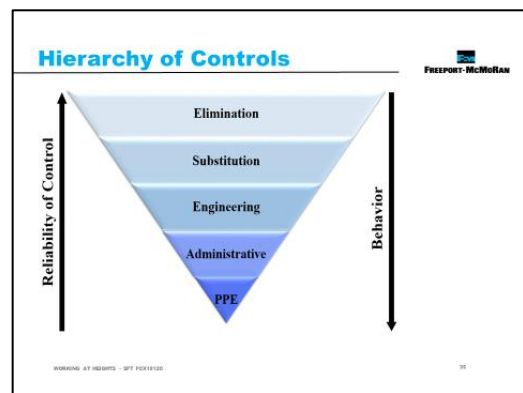 Hierarchy of Controls
FCX
FREEPORT-McMoRAN
Reliability of Control
Elimination
Substitution
Engineering
Administrative
PPE
Behavior
WORKING AT HEIGHTS - SFT FCX1012C